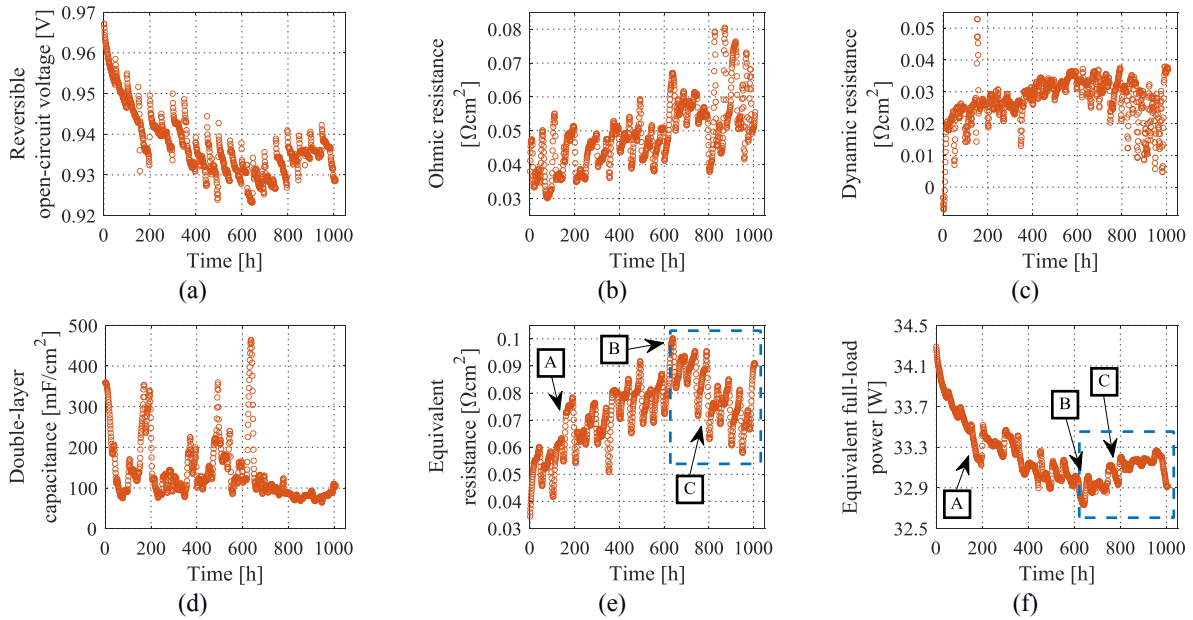 0.97
0.96
0.95
0.94
0.93
0.92
0 200 400 600 800 1000
Reversible
open-circuit voltage [V]
Time [h]
(a)
0.08
0.07
0.06
0.05
0.04
0.03
0 200 400 600 800 1000
Ohmic resistance
[Ωcm²]
Time [h]
(b)
0.05
0.04
0.03
0.02
0.01
0
0 200 400 600 800 1000
Dynamic resistance
[Ωcm²]
Time [h]
(c)
500
400
300
200
100
0
0 200 400 600 800 1000
Double-layer
capacitance [mF/cm²]
Time [h]
(d)
0.1
0.09
0.08
0.07
0.06
0.05
0.04
0.03
0 200 400 600 800 1000
Equivalent
resistance [Ωcm²]
A
B
C
Time [h]
(e)
34.5
34.1
33.7
33.3
32.9
32.5
0 200 400 600 800 1000
Equivalent full-load
power [W]
A
B
C
Time [h]
(f)